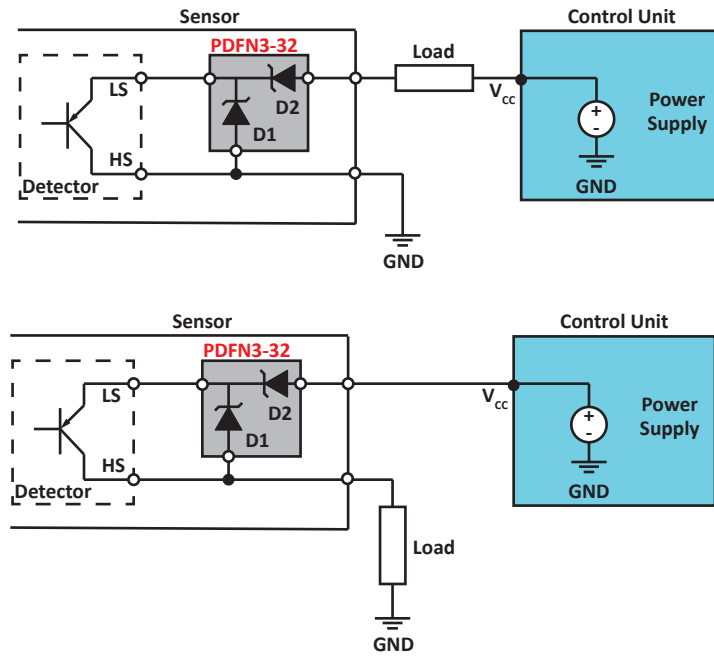 Sensor
Control Unit
PDFN3-32
Load
LS
D2
VCC
+
-
Power
Supply
D1
HS
Detector
GND
GND
Sensor
Control Unit
PDFN3-32
LS
D2
VCC
+
-
Power
Supply
D1
HS
Detector
GND
Load
GND